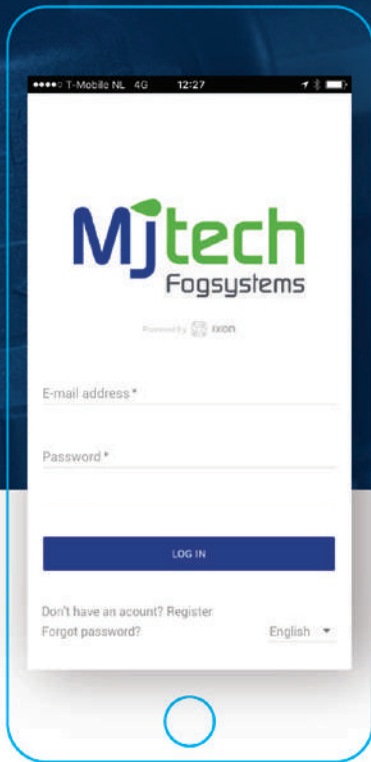 T-Mobile NL 4G 12:27
Mjtech
Fogsystems
Powered by ixon
E-mail address *
Password *
LOG IN
Don't have an acount? Register
Forgot password? English